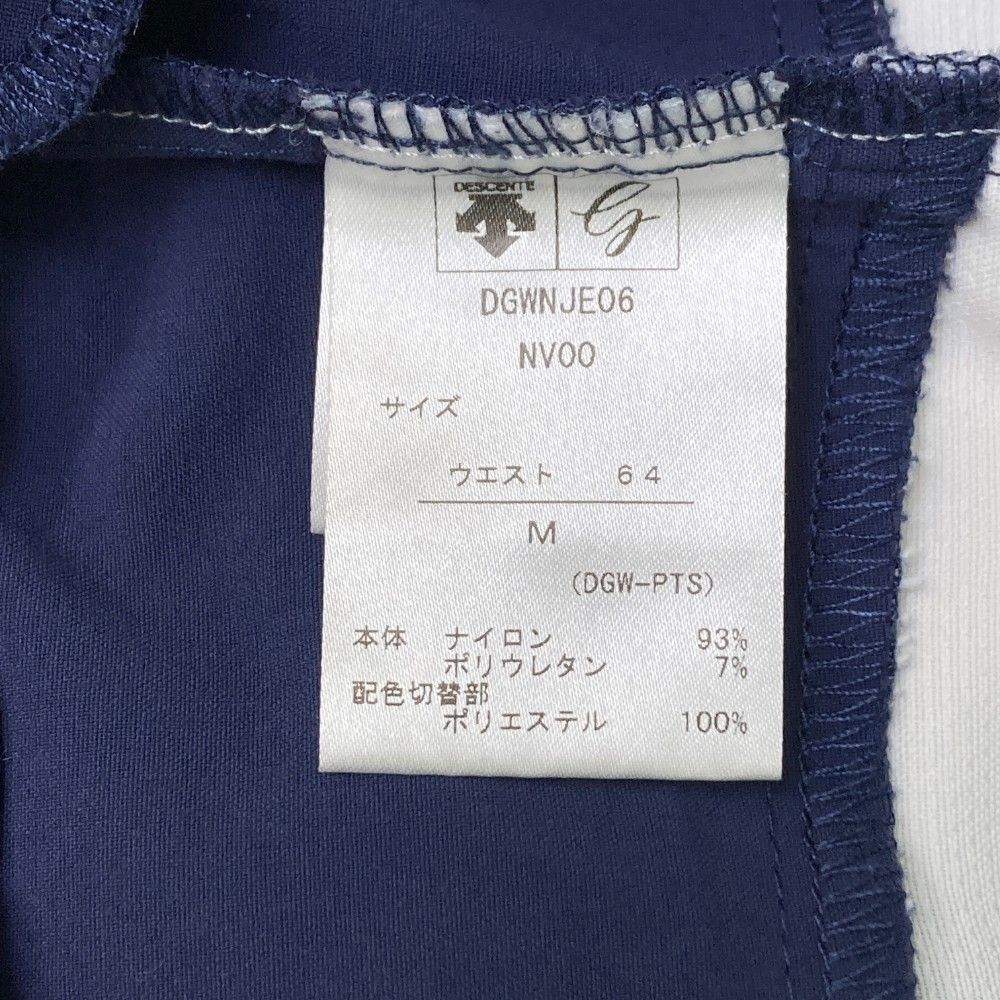 DESCENTE G
DGWNJE06
NV00
サイズ
ウエスト 64
M
(DGW-PTS)
本体 ナイロン 93%
ポリウレタン 7%
配色切替部
ポリエステル 100%